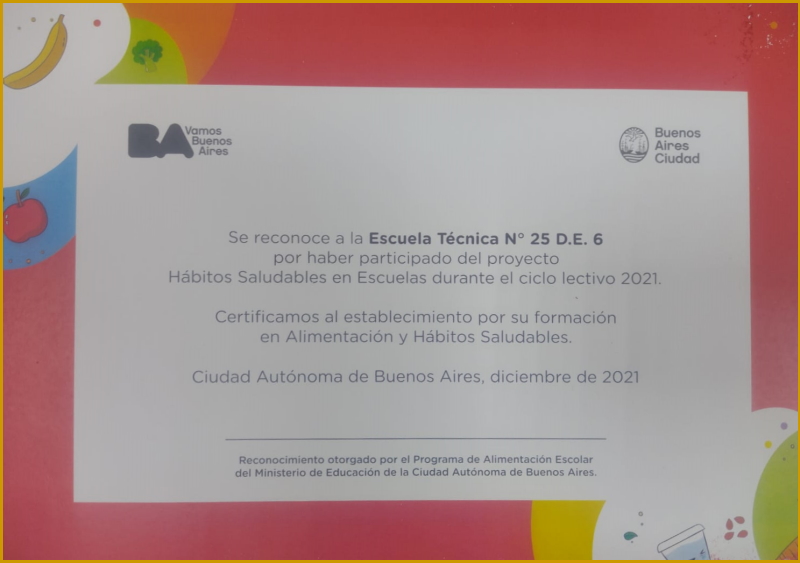 BA Vamos
Buenos
Aires
Buenos
Aires
Ciudad
Se reconoce a la Escuela Técnica N° 25 D.E. 6
por haber participado del proyecto
Hábitos Saludables en Escuelas durante el ciclo lectivo 2021.
Certificamos al establecimiento por su formación
en Alimentación y Hábitos Saludables.
Ciudad Autónoma de Buenos Aires, diciembre de 2021
Reconocimiento otorgado por el Programa de Alimentación Escolar
del Ministerio de Educación de la Ciudad Autónoma de Buenos Aires.